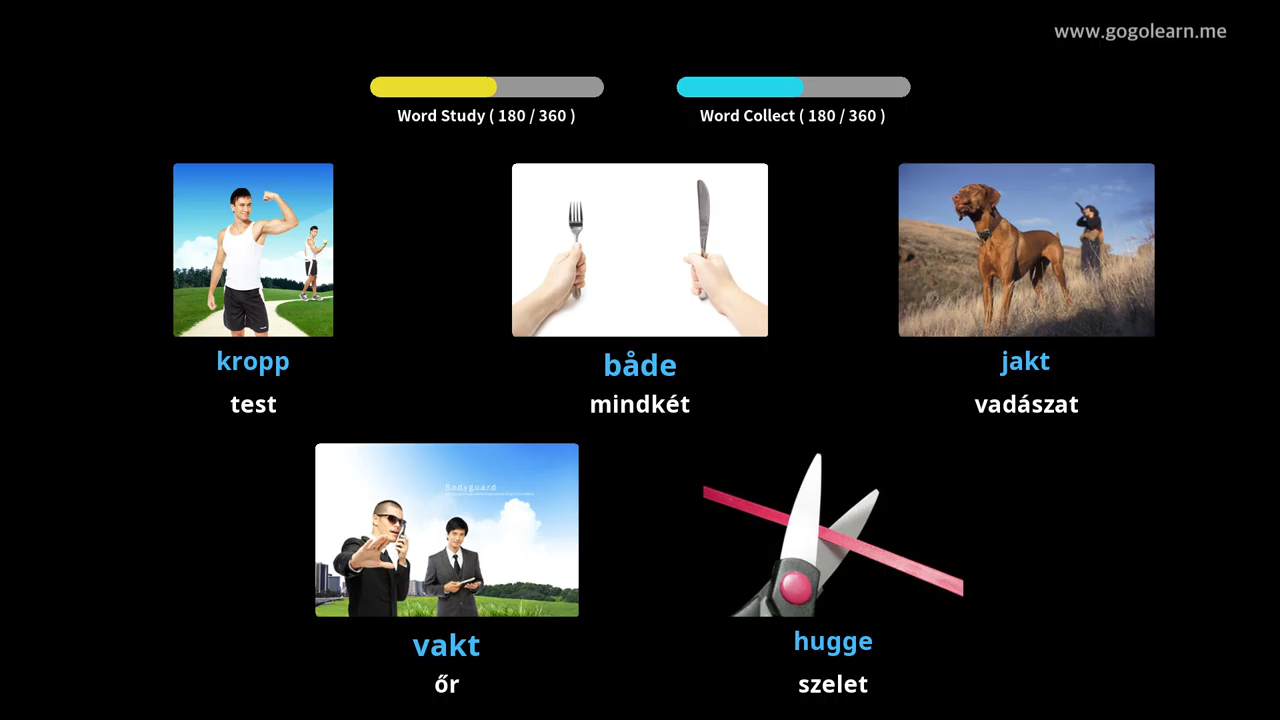 www.gogolearn.me
Word Study ( 180 / 360 )
Word Collect ( 180 / 360 )
kropp
test
både
mindkét
jakt
vadászat
Bodyguard
vakt
őr
hugge
szelet